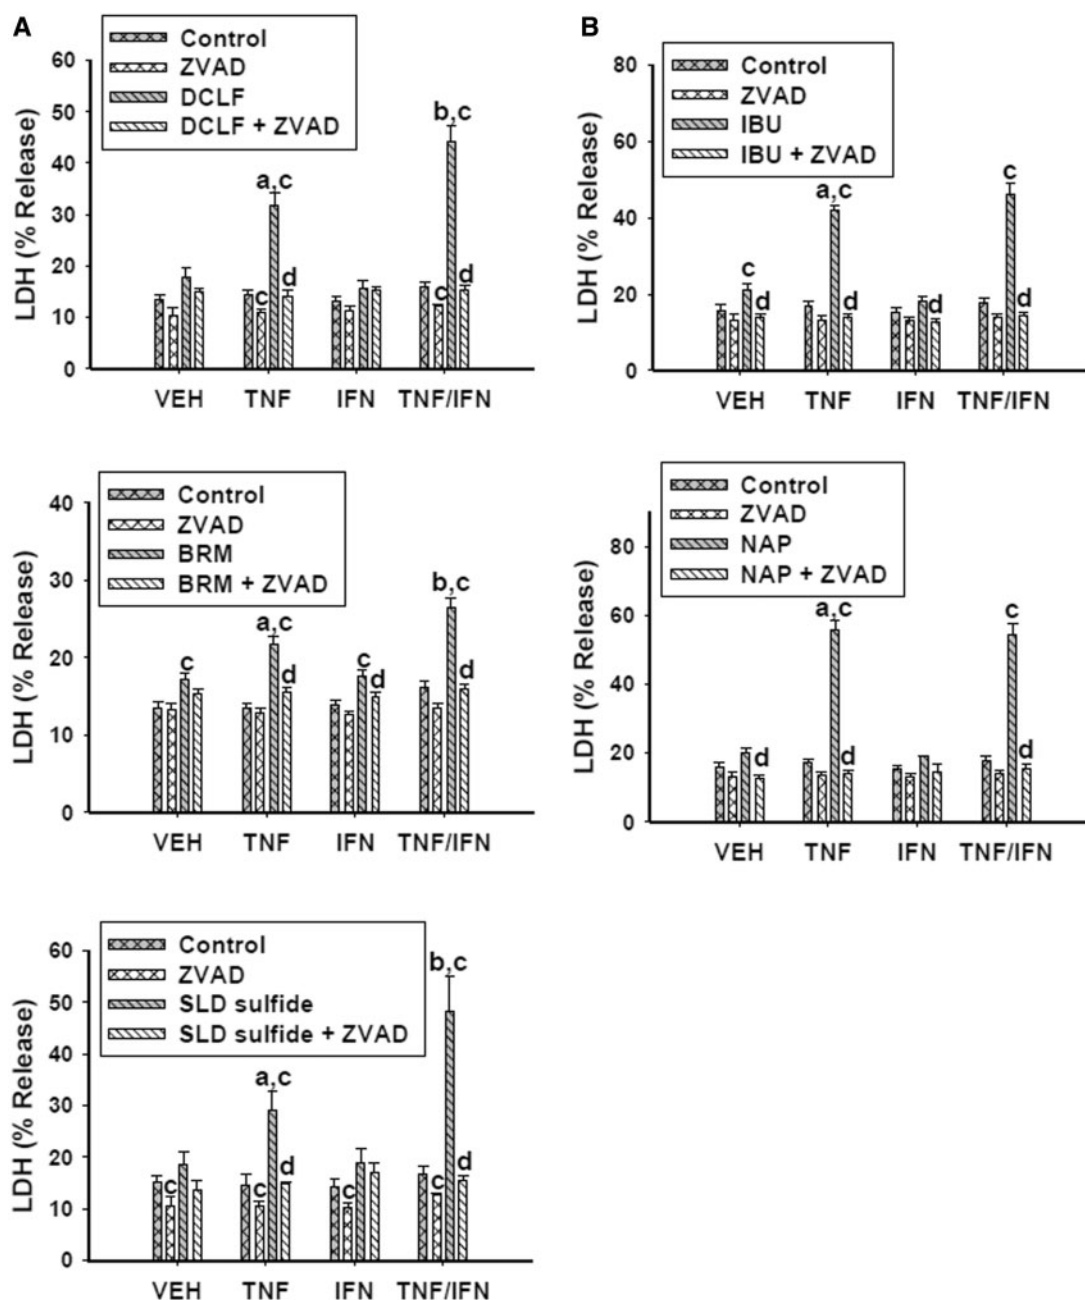 A
Control
ZVAD
DCLF
DCLF + ZVAD
LDH (% Release)
60
50
40
30
20
10
0
a,c
b,c
c
d
c
d
VEH
TNF
IFN
TNF/IFN
Control
ZVAD
BRM
BRM + ZVAD
LDH (% Release)
40
30
20
10
0
c
a,c
d
c
d
b,c
d
VEH
TNF
IFN
TNF/IFN
Control
ZVAD
SLD sulfide
SLD sulfide + ZVAD
LDH (% Release)
60
50
40
30
20
10
0
c
c
a,c
d
c
c
b,c
d
VEH
TNF
IFN
TNF/IFN
B
Control
ZVAD
IBU
IBU + ZVAD
LDH (% Release)
80
60
40
20
0
c
d
a,c
d
d
c
d
VEH
TNF
IFN
TNF/IFN
Control
ZVAD
NAP
NAP + ZVAD
LDH (% Release)
80
60
40
20
0
d
a,c
d
c
d
VEH
TNF
IFN
TNF/IFN